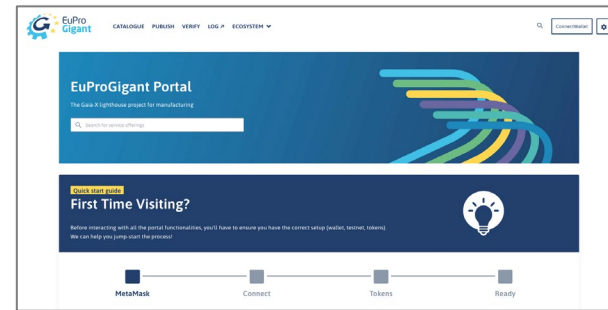 EuPro
Gigant
CATALOGUE PUBLISH VERIFY LOG ↗ ECOSYSTEM
ConnectWallet
EuProGigant Portal
The Gaia-X lighthouse project for manufacturing
Search for service offerings
Quick start guide
First Time Visiting?
Before interacting with all the portal functionalities, you'll have to ensure you have the correct setup (wallet, testnet, tokens).
We can help you jump-start the process!
MetaMask Connect Tokens Ready